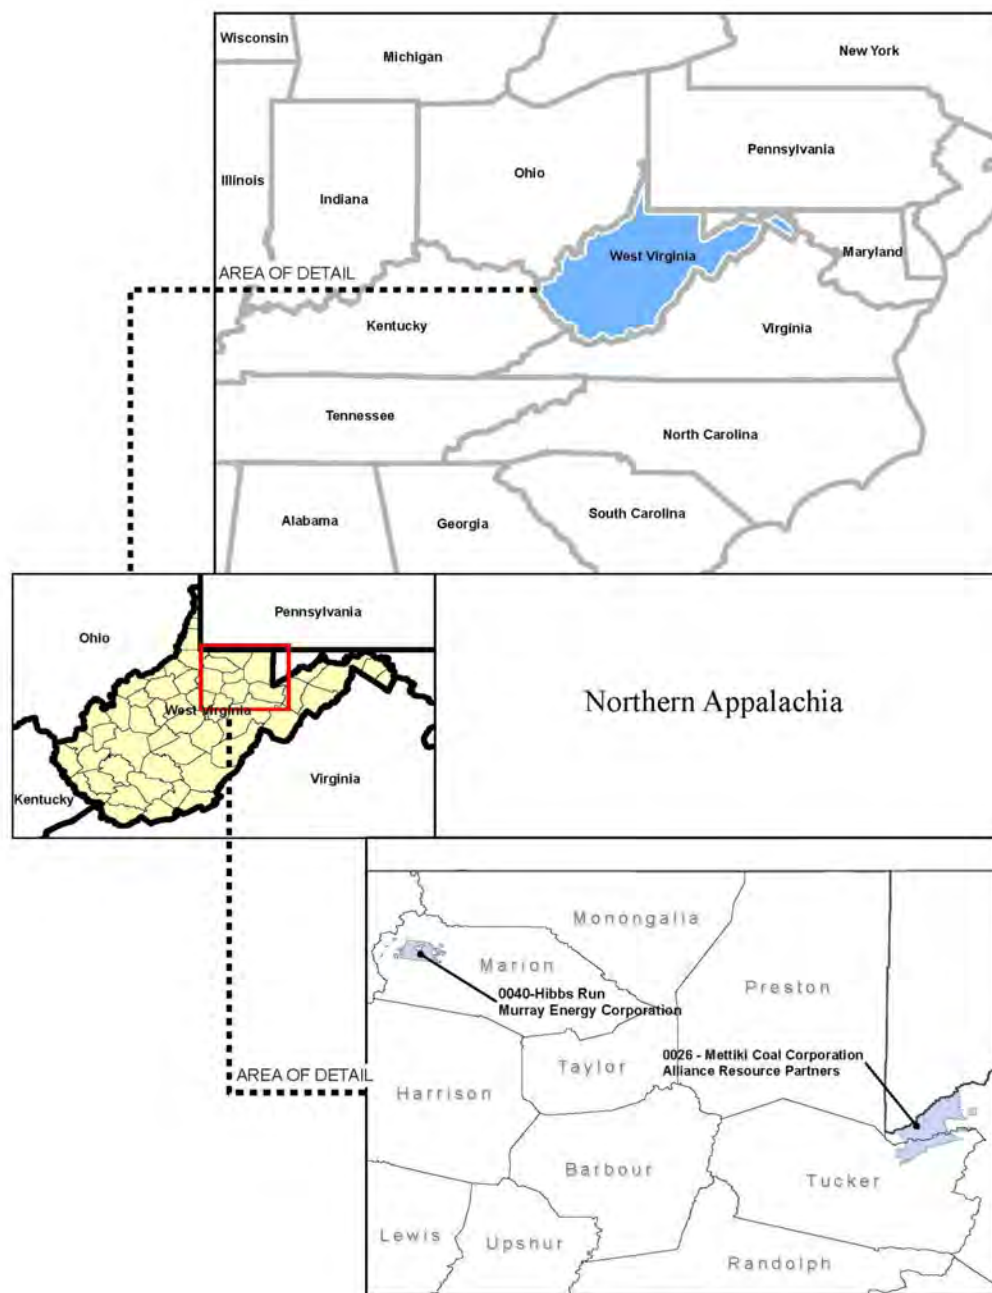 Wisconsin
Michigan
New York
Pennsylvania
Ohio
Illinois
Indiana
West Virginia
Maryland
AREA OF DETAIL
Kentucky
Virginia
Tennessee
North Carolina
Alabama
Georgia
South Carolina
Pennsylvania
Ohio
West Virginia
Virginia
Kentucky
Northern Appalachia
Monongalia
Marion
Preston
0040-Hibbs Run
Murray Energy Corporation
0026 - Mettiki Coal Corporation
Alliance Resource Partners
Taylor
AREA OF DETAIL
Harrison
Barbour
Tucker
Lewis
Upshur
Randolph